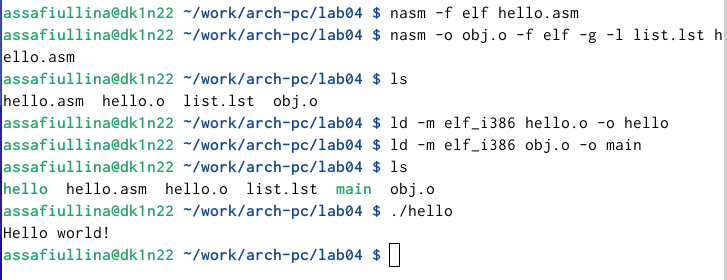 assafiullina@dk1n22 ~/work/arch-pc/lab04 $ nasm -f elf hello.asm
assafiullina@dk1n22 ~/work/arch-pc/lab04 $ nasm -o obj.o -f elf -g -l list.lst h
ello.asm
assafiullina@dk1n22 ~/work/arch-pc/lab04 $ ls
hello.asm  hello.o  list.lst  obj.o
assafiullina@dk1n22 ~/work/arch-pc/lab04 $ ld -m elf_i386 hello.o -o hello
assafiullina@dk1n22 ~/work/arch-pc/lab04 $ ld -m elf_i386 obj.o -o main
assafiullina@dk1n22 ~/work/arch-pc/lab04 $ ls
hello  hello.asm  hello.o  list.lst  main  obj.o
assafiullina@dk1n22 ~/work/arch-pc/lab04 $ ./hello
Hello world!
assafiullina@dk1n22 ~/work/arch-pc/lab04 $